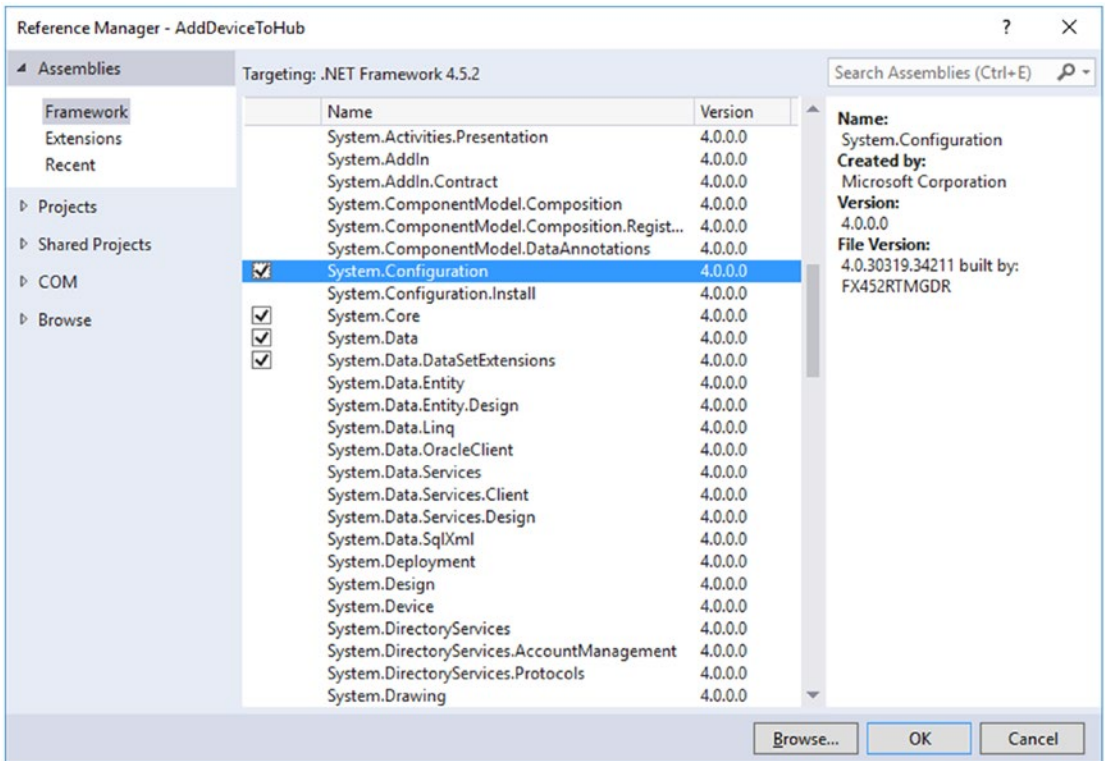 Reference Manager - AddDeviceToHub ? ×
Assemblies
Framework
Extensions
Recent
Projects
Shared Projects
COM
Browse
Targeting: .NET Framework 4.5.2
Search Assemblies (Ctrl+E)
Name Version
System.Activities.Presentation 4.0.0.0
System.AddIn 4.0.0.0
System.AddIn.Contract 4.0.0.0
System.ComponentModel.Composition 4.0.0.0
System.ComponentModel.Composition.Regist... 4.0.0.0
System.ComponentModel.DataAnnotations 4.0.0.0
System.Configuration 4.0.0.0
System.Configuration.Install 4.0.0.0
System.Core 4.0.0.0
System.Data 4.0.0.0
System.Data.DataSetExtensions 4.0.0.0
System.Data.Entity 4.0.0.0
System.Data.Entity.Design 4.0.0.0
System.Data.Linq 4.0.0.0
System.Data.OracleClient 4.0.0.0
System.Data.Services 4.0.0.0
System.Data.Services.Client 4.0.0.0
System.Data.Services.Design 4.0.0.0
System.Data.SqlXml 4.0.0.0
System.Deployment 4.0.0.0
System.Design 4.0.0.0
System.Device 4.0.0.0
System.DirectoryServices 4.0.0.0
System.DirectoryServices.AccountManagement 4.0.0.0
System.DirectoryServices.Protocols 4.0.0.0
System.Drawing 4.0.0.0
Name:
System.Configuration
Created by:
Microsoft Corporation
Version:
4.0.0.0
File Version:
4.0.30319.34211 built by:
FX452RTMGDR
Browse... OK Cancel